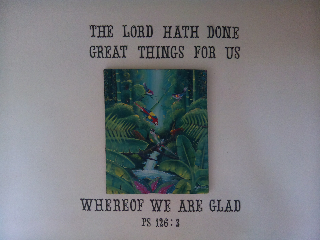 THE LORD HATH DONE
GREAT THINGS FOR US
WHEREOF WE ARE GLAD
PS 126:3